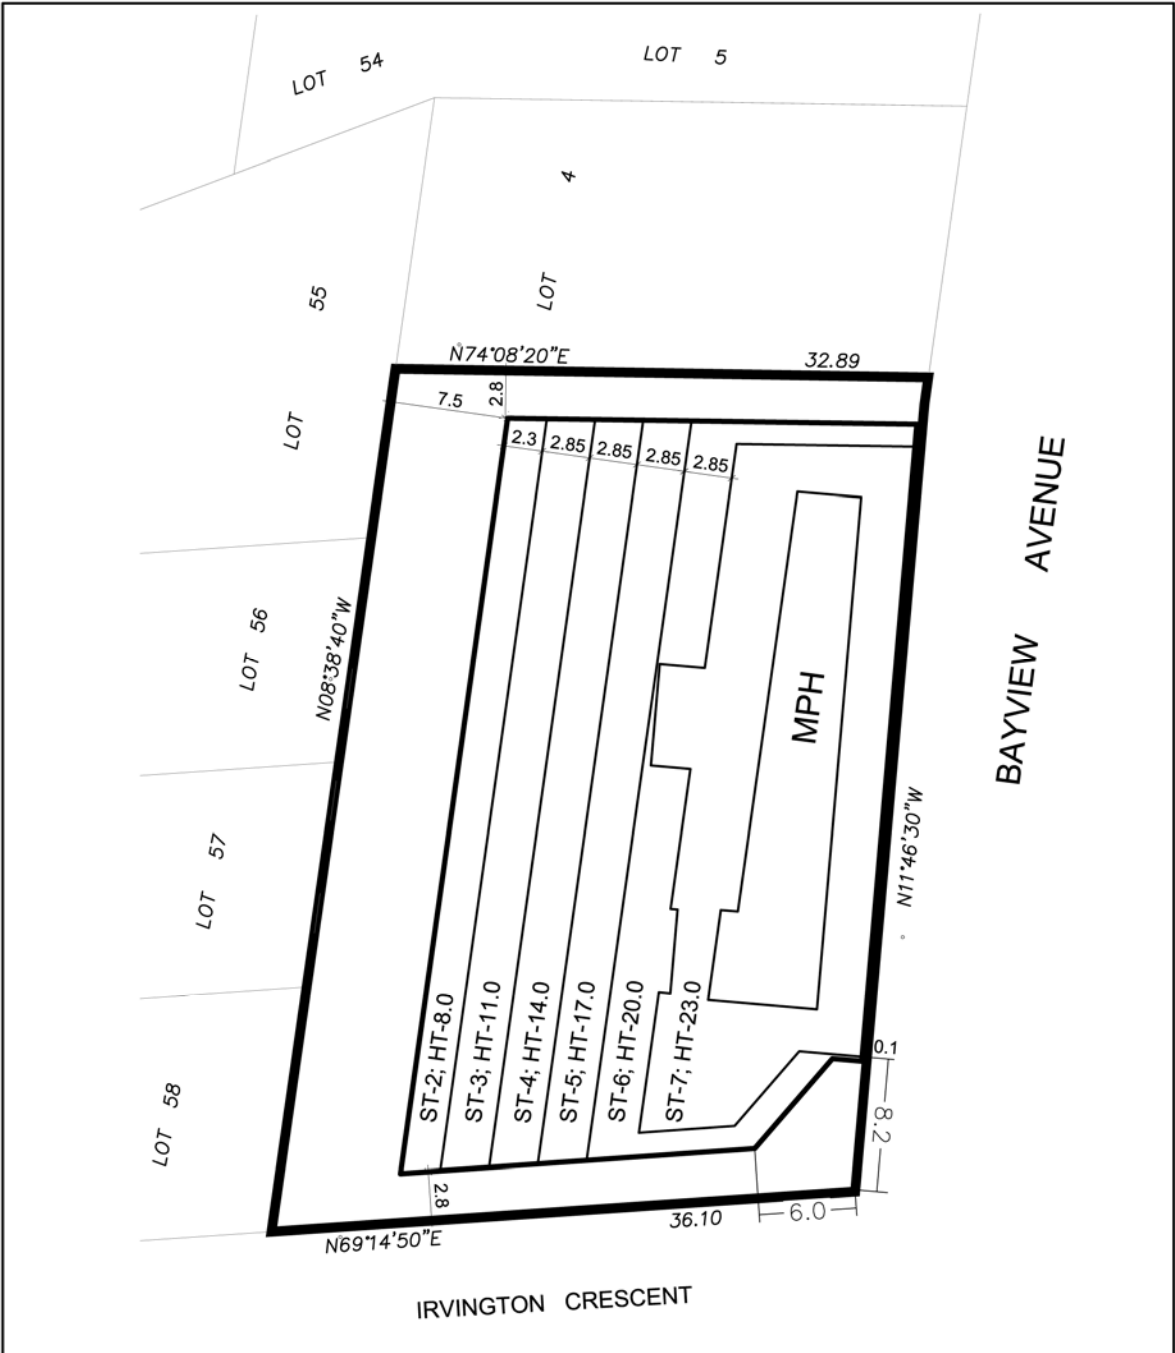 LOT 54
LOT 5
LOT 4
LOT 55
N74°08'20"E
32.89
7.5
2.8
2.3
2.85
2.85
2.85
2.85
BAYVIEW AVENUE
LOT 56
N08°38'40"W
MPH
LOT 57
N11°46'30"W
ST-2; HT-8.0
ST-3; HT-11.0
ST-4; HT-14.0
ST-5; HT-17.0
ST-6; HT-20.0
ST-7; HT-23.0
0.1
8.2
LOT 58
2.8
6.0
36.10
N69°14'50"E
IRVINGTON CRESCENT